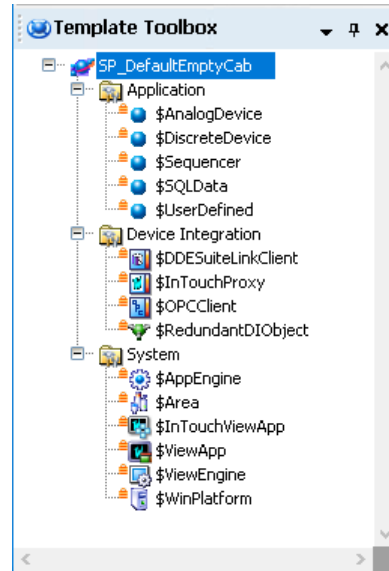 Template Toolbox
SP_DefaultEmptyCab
Application
$AnalogDevice
$DiscreteDevice
$Sequencer
$SQLData
$UserDefined
Device Integration
$DDESuiteLinkClient
$InTouchProxy
$OPCClient
$RedundantDIObject
System
$AppEngine
$Area
$InTouchViewApp
$ViewApp
$ViewEngine
$WinPlatform